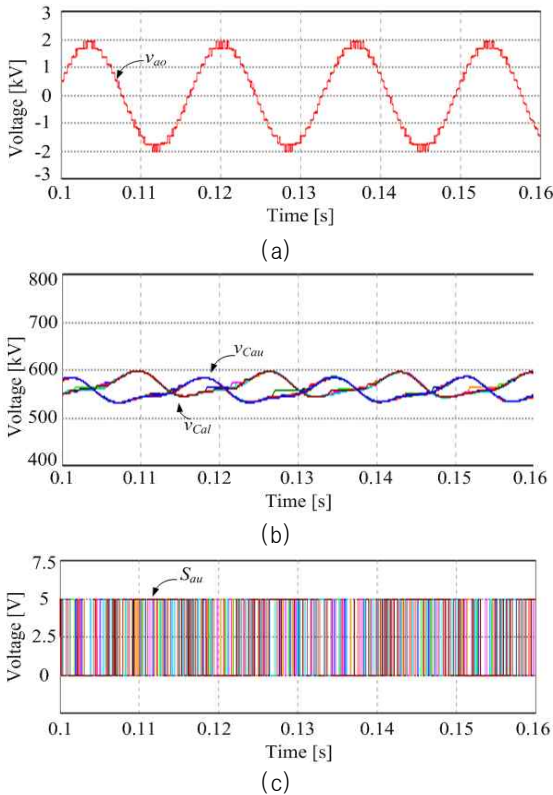 3
2
v_ao
1
0
-1
-2
-3
Voltage [kV]
0.1 0.11 0.12 0.13 0.14 0.15 0.16
Time [s]
(a)
800
700
v_Cau
600
500
v_Cal
400
Voltage [kV]
0.1 0.11 0.12 0.13 0.14 0.15 0.16
Time [s]
(b)
7.5
S_au
5
2.5
0
Voltage [V]
0.1 0.11 0.12 0.13 0.14 0.15 0.16
Time [s]
(c)